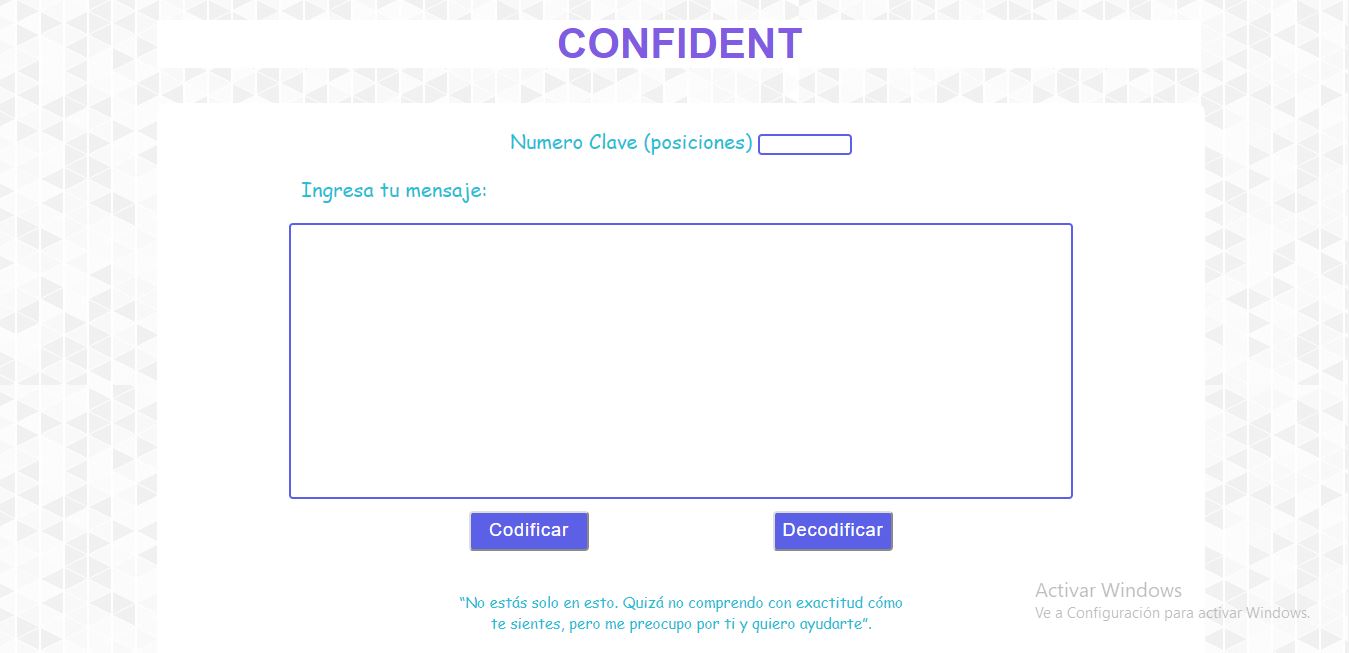 CONFIDENT
Numero Clave (posiciones)
Ingresa tu mensaje:
Codificar
Decodificar
“No estás solo en esto. Quizá no comprendo con exactitud cómo
te sientes, pero me preocupo por ti y quiero ayudarte”.
Activar Windows
Ve a Configuración para activar Windows.